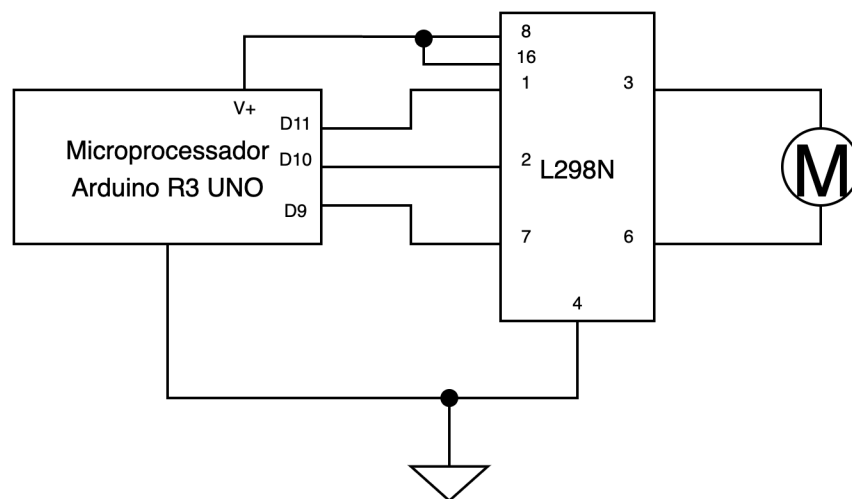 8
16
V+
1
3
D11
Microprocessador
D10
2
L298N
M
Arduino R3 UNO
D9
7
6
4